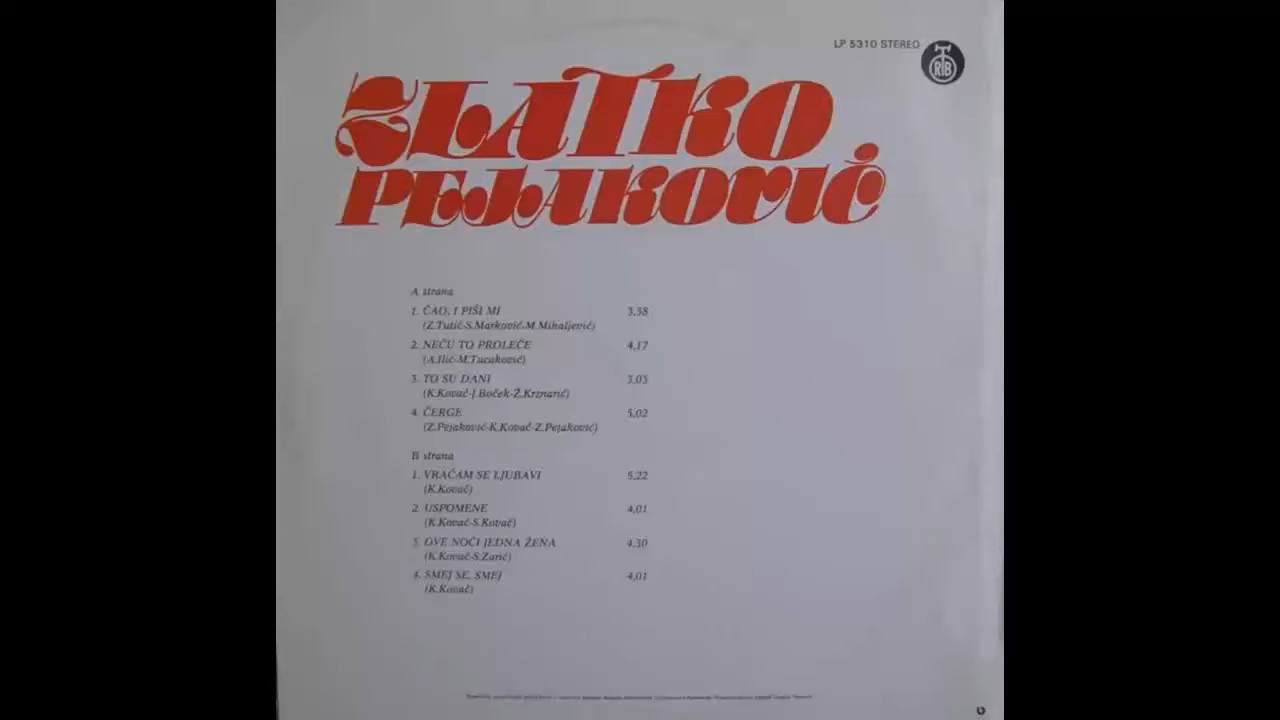 LP 5310 STEREO
RTB
ZLATKO
PEJAKOVIĆ
A strana
1. ČAO, I PIŠI MI 3,38
(Z.Tutić-S.Marković-M.Mihaljević)
2. NEĆU TO PROLEĆE 4,17
(A.Ilić-M.Tucaković)
3. TO SU DANI 3,03
(K.Kovač-J.Boček-Ž.Krznarić)
4. ČERGE 5,02
(Z.Pejaković-K.Kovač-Z.Pejaković)
B strana
1. VRAĆAM SE LJUBAVI 5,22
(K.Kovač)
2. USPOMENE 4,01
(K.Kovač-S.Kovač)
3. OVE NOĆI JEDNA ŽENA 4,30
(K.Kovač-S.Zarić)
4. SMEJ SE, SMEJ 4,01
(K.Kovač)